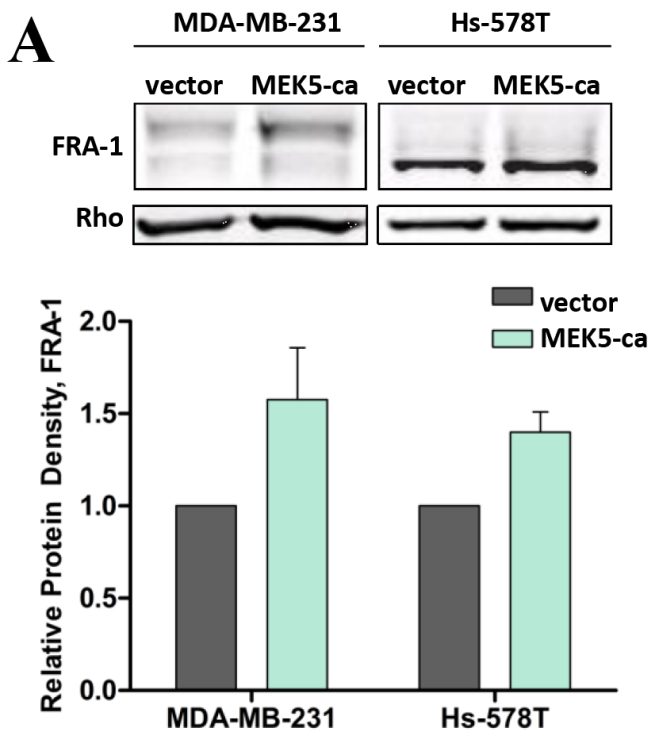 A
MDA-MB-231 Hs-578T
vector MEK5-ca vector MEK5-ca
FRA-1
Rho
vector
MEK5-ca
Relative Protein Density, FRA-1
2.0
1.5
1.0
0.5
0.0
MDA-MB-231 Hs-578T